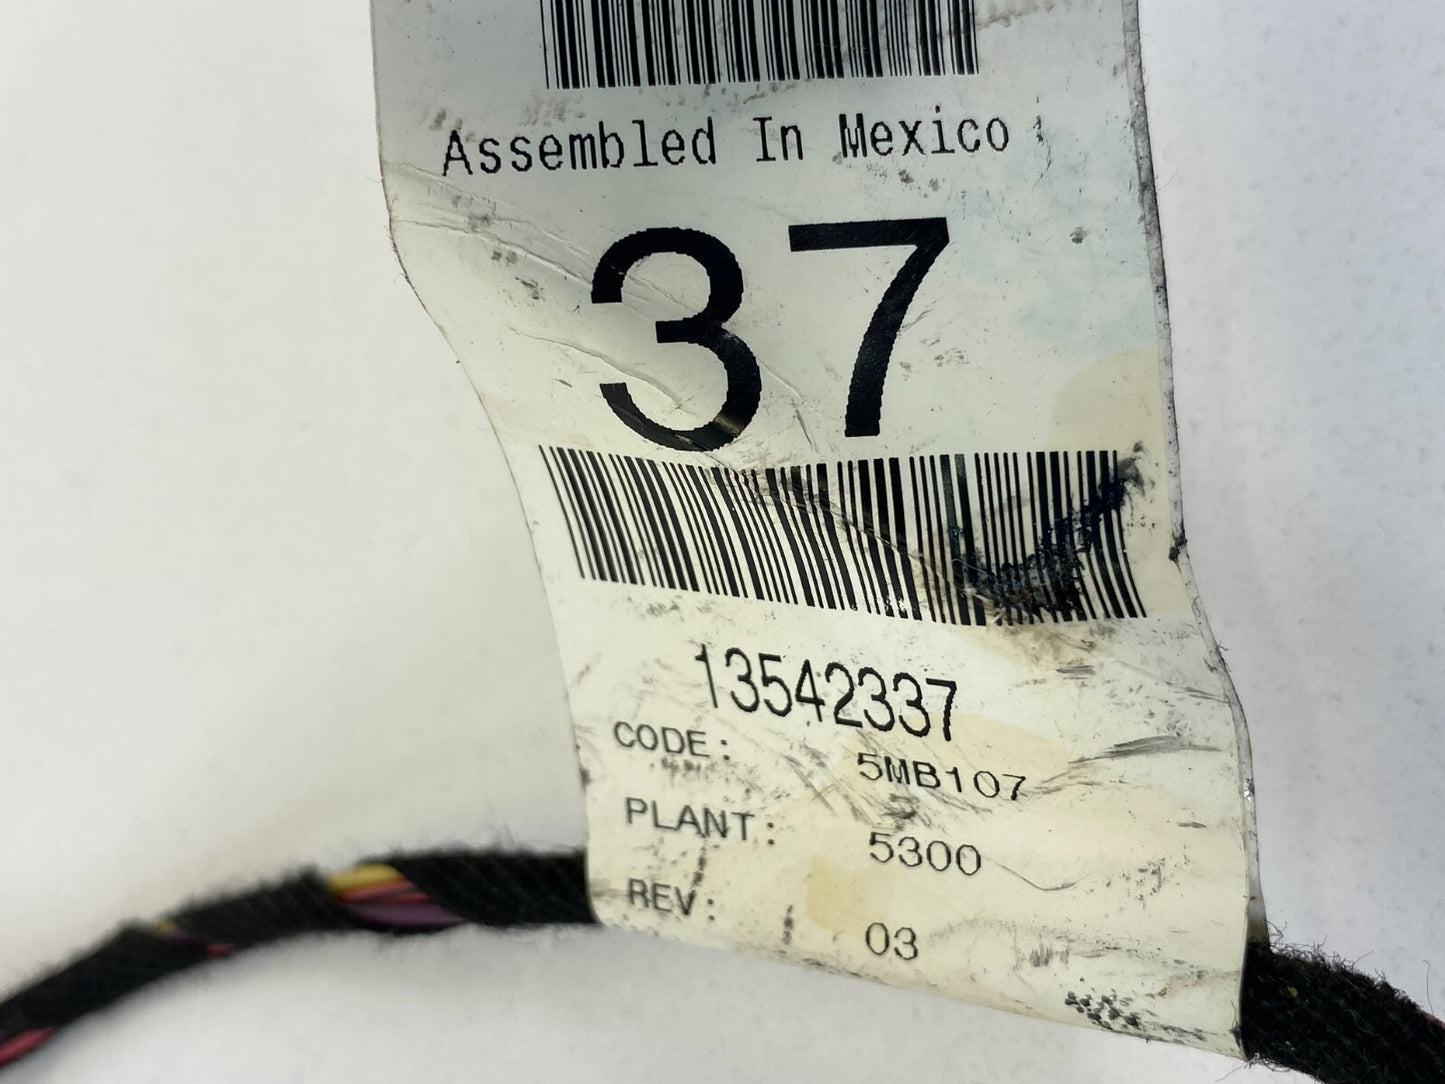 Assembled In Mexico
37
13542337
CODE: 5MB107
PLANT: 5300
REV: 03